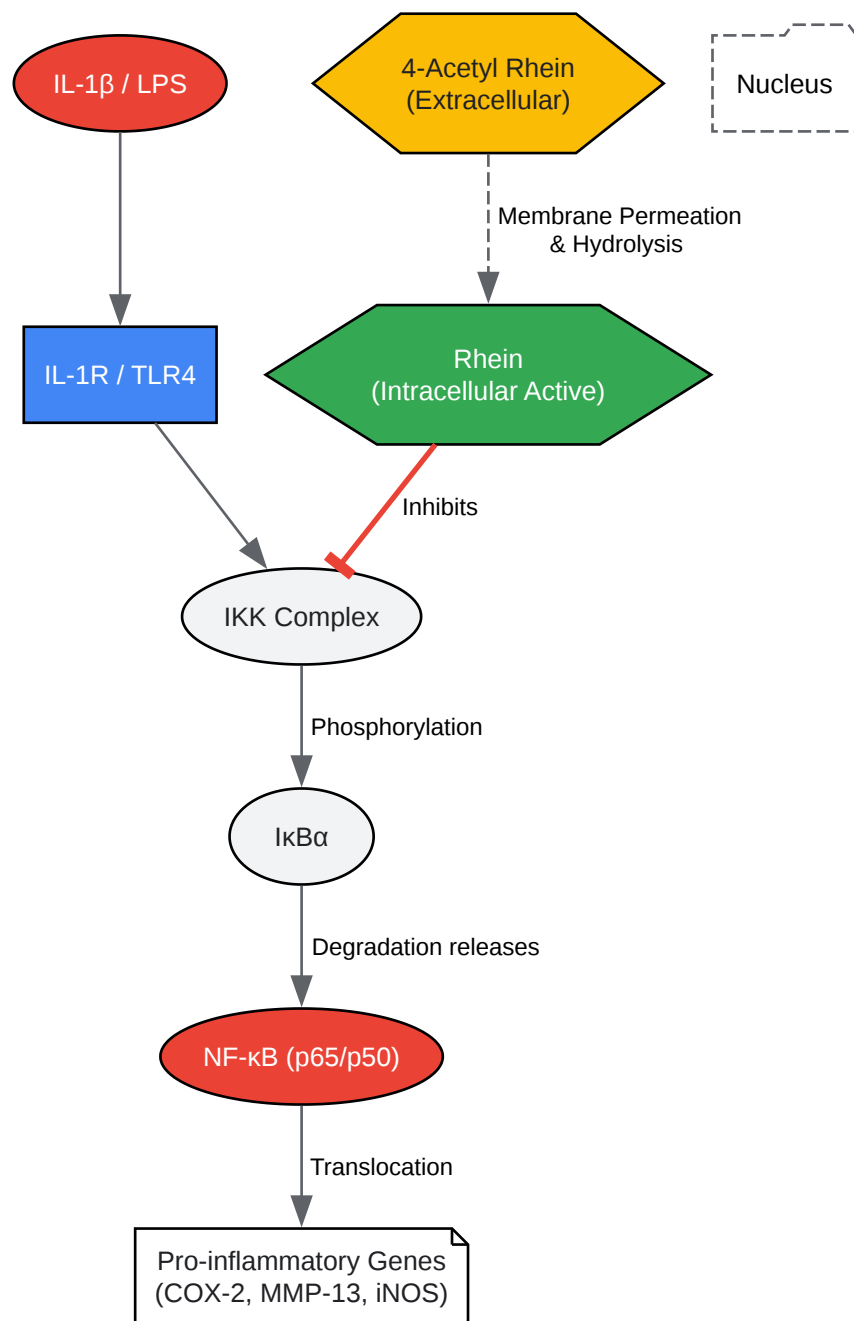 IL-1β / LPS
4-Acetyl Rhein
(Extracellular)
Nucleus
Membrane Permeation
& Hydrolysis
IL-1R / TLR4
Rhein
(Intracellular Active)
Inhibits
IKK Complex
Phosphorylation
IκBα
Degradation releases
NF-κB (p65/p50)
Translocation
Pro-inflammatory Genes
(COX-2, MMP-13, iNOS)